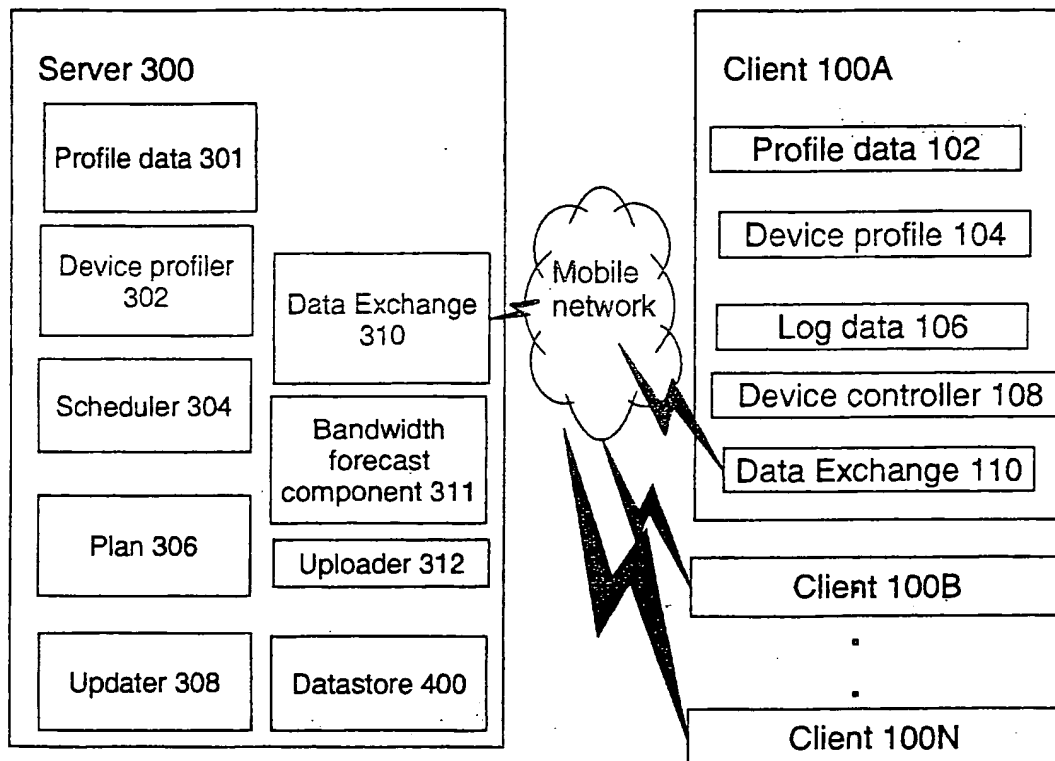 Server 300
Profile data 301
Device profiler
302
Scheduler 304
Plan 306
Updater 308
Data Exchange
310
Bandwidth
forecast
component 311
Uploader 312
Datastore 400
Mobile
network
Client 100A
Profile data 102
Device profile 104
Log data 106
Device controller 108
Data Exchange 110
Client 100B
Client 100N